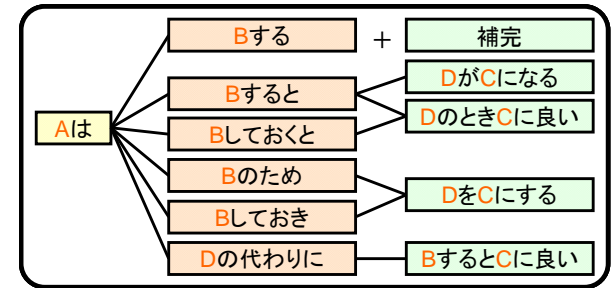 Bする + 補完
Bすると DがCになる
Aは Bしておくと DのときCに良い
Bのため DをCにする
Bしておき
Dの代わりに BするとCに良い